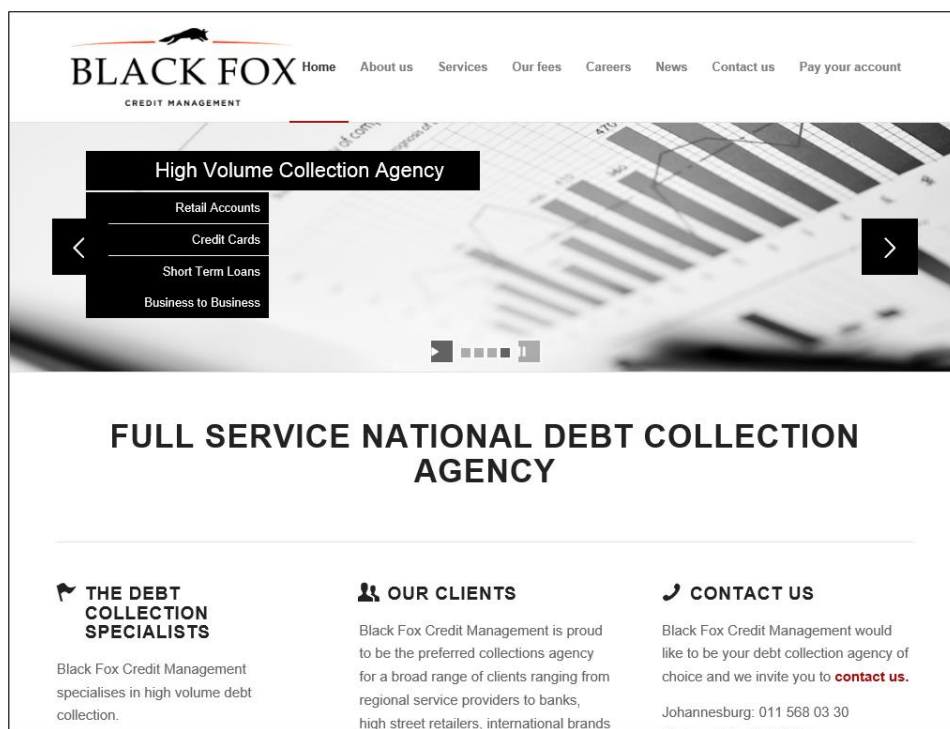 BLACK FOX
CREDIT MANAGEMENT
Home About us Services Our fees Careers News Contact us Pay your account
High Volume Collection Agency
Retail Accounts
Credit Cards
Short Term Loans
Business to Business
470
FULL SERVICE NATIONAL DEBT COLLECTION
AGENCY
THE DEBT
COLLECTION
SPECIALISTS
Black Fox Credit Management
specialises in high volume debt
collection.
OUR CLIENTS
Black Fox Credit Management is proud
to be the preferred collections agency
for a broad range of clients ranging from
regional service providers to banks,
high street retailers, international brands
CONTACT US
Black Fox Credit Management would
like to be your debt collection agency of
choice and we invite you to contact us.
Johannesburg: 011 568 03 30